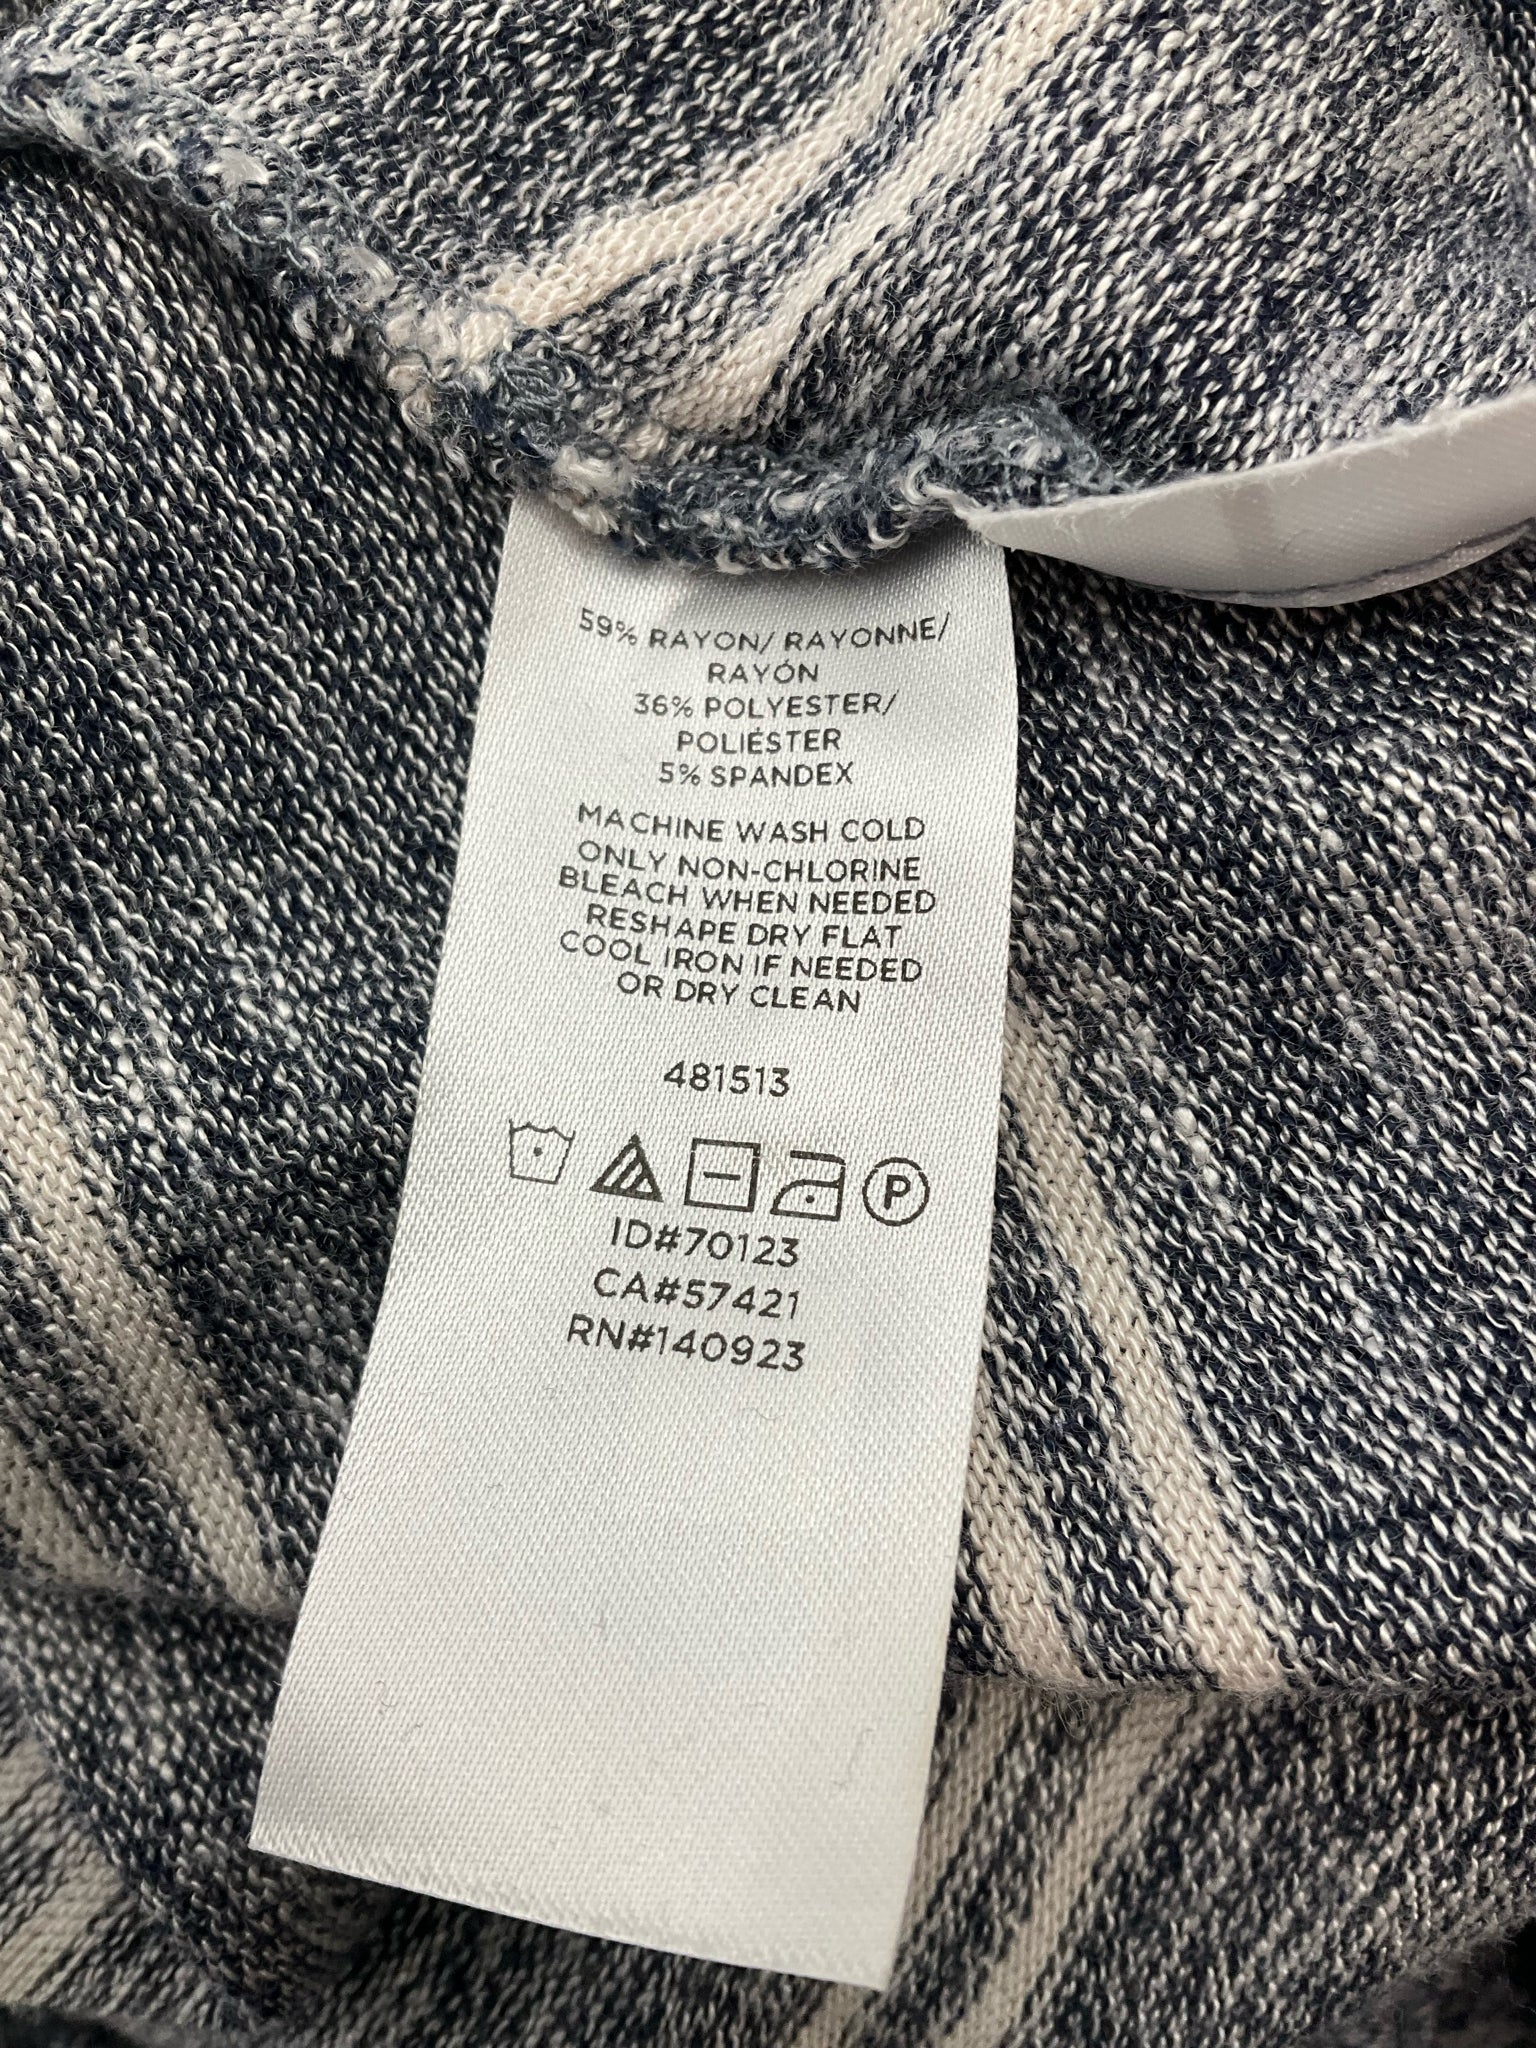 59% RAYON/ RAYONNE/
RAYÓN
36% POLYESTER/
POLIÉSTER
5% SPANDEX
MACHINE WASH COLD
ONLY NON-CHLORINE
BLEACH WHEN NEEDED
RESHAPE DRY FLAT
COOL IRON IF NEEDED
OR DRY CLEAN
481513
P
ID#70123
CA#57421
RN#140923